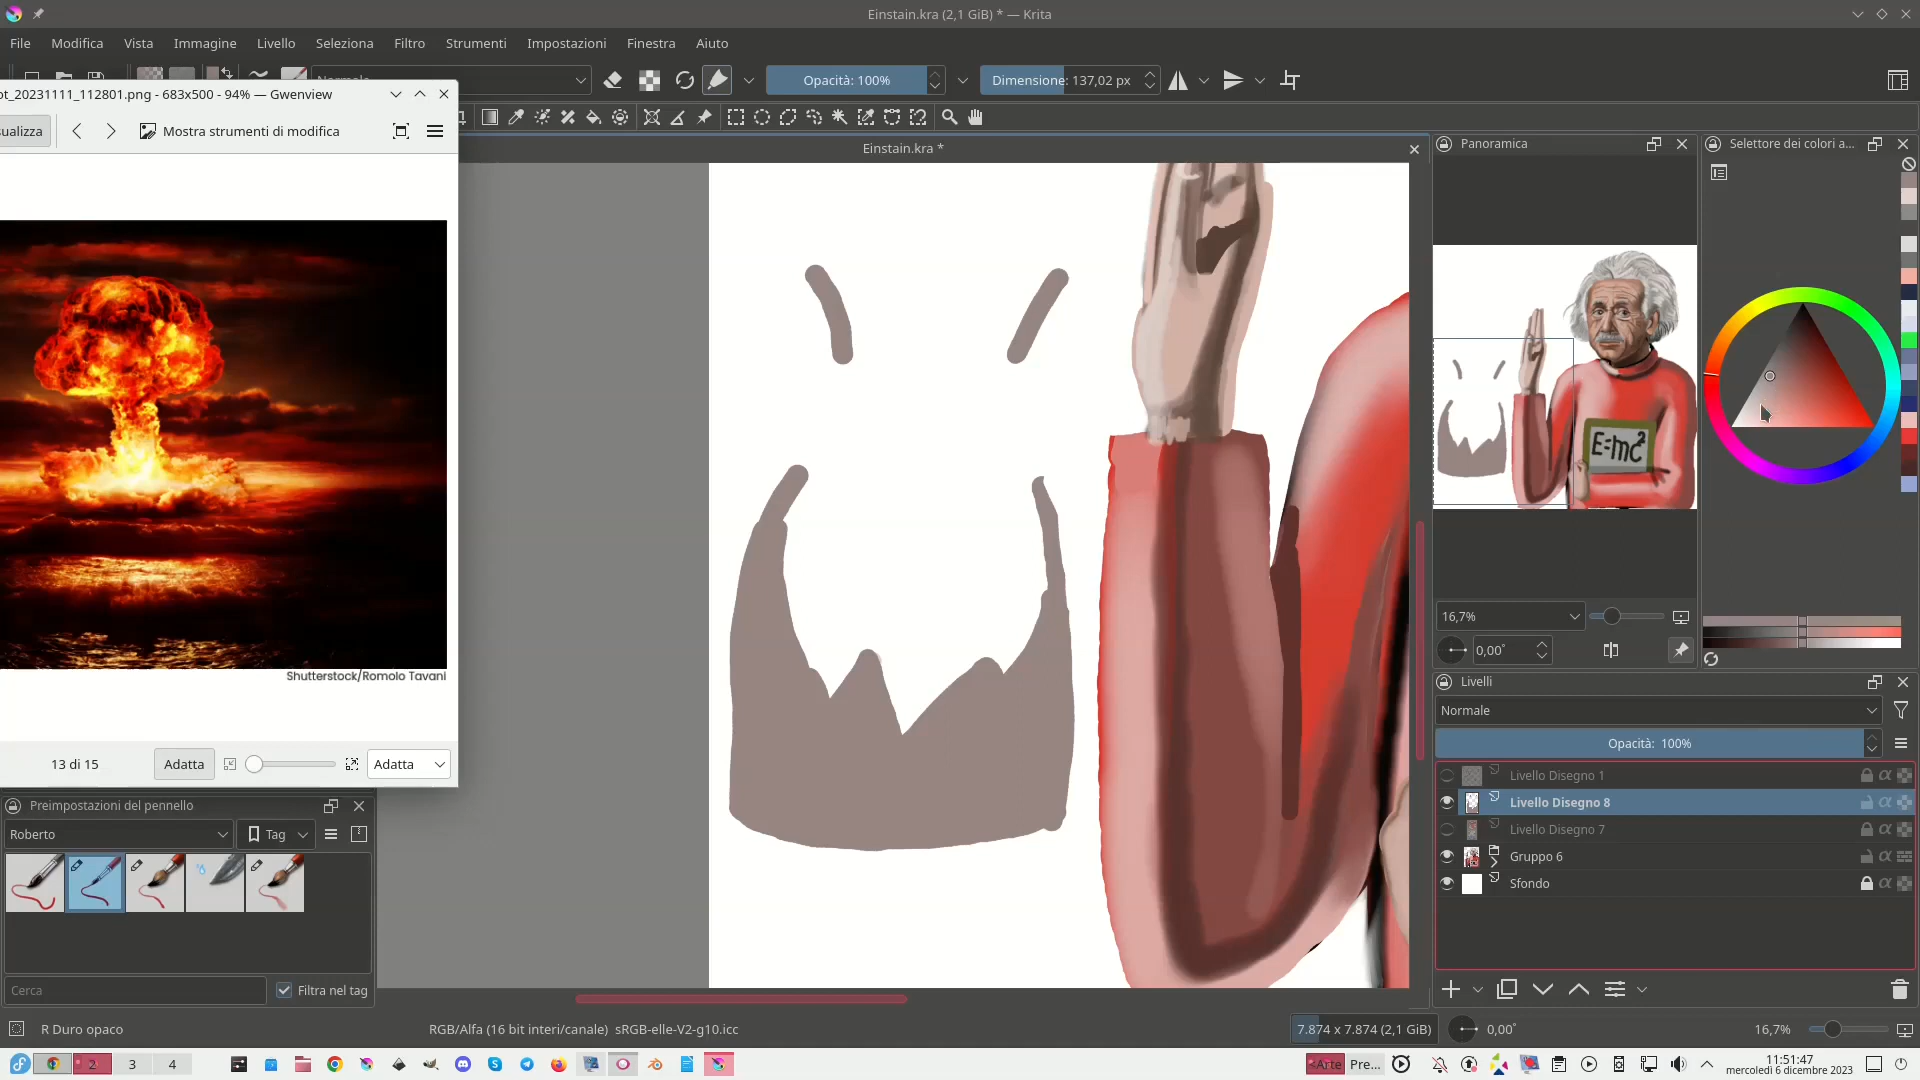 Einstain.kra (2,1 GiB) * — Krita
File
Modifica
Vista
Immagine
Livello
Seleziona
Filtro
Strumenti
Impostazioni
Finestra
Aiuto
Opacità: 100%
Dimensione: 137,02 px
ot_20231111_112801.png - 683x500 - 94% — Gwenview
sualizza
Mostra strumenti di modifica
Shutterstock/Romolo Tavani
13 di 15
Adatta
Adatta
Einstain.kra *
Panoramica
Selettore dei colori a...
E=mc²
16,7%
0,00°
Livelli
Normale
Opacità: 100%
Livello Disegno 1
Livello Disegno 8
Livello Disegno 7
Gruppo 6
Sfondo
Preimpostazioni del pennello
Roberto
Tag
Cerca
Filtra nel tag
R Duro opaco
RGB/Alfa (16 bit interi/canale) sRGB-elle-V2-g10.icc
7.874 x 7.874 (2,1 GiB)
0,00°
16,7%
2
3
4
Arte
Pre...
11:51:47
mercoledì 6 dicembre 2023